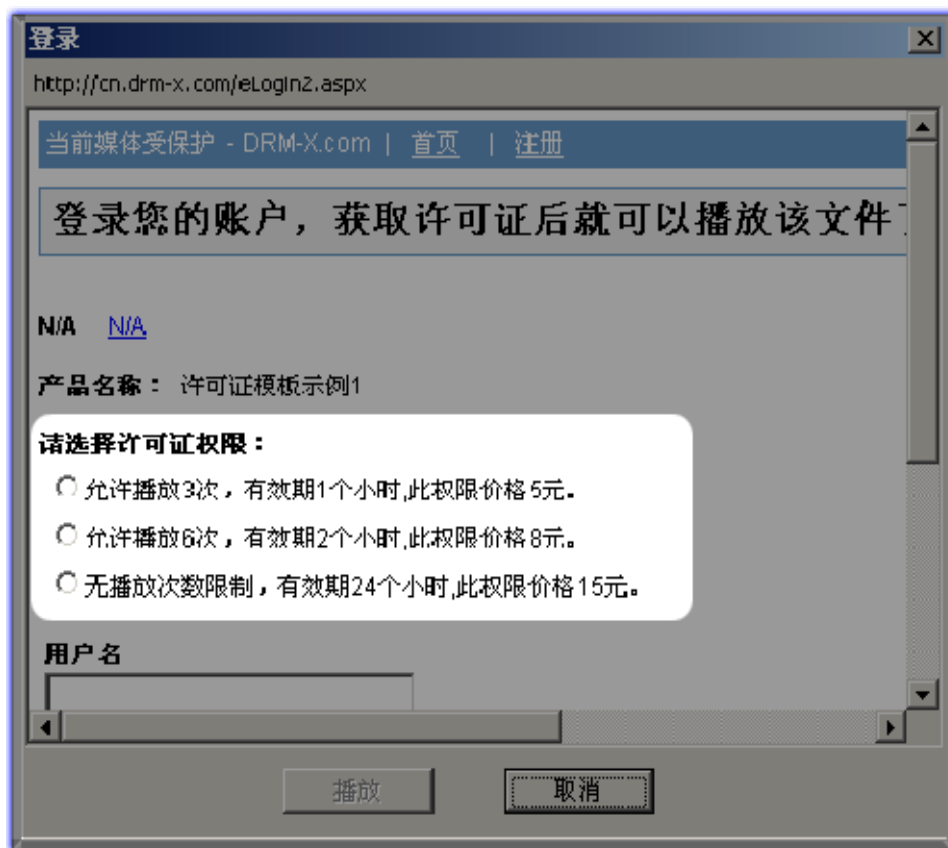 登录
http://cn.drm-x.com/eLogin2.aspx
当前媒体受保护 - DRM-X.com | 首页 | 注册
登录您的账户，获取许可证后就可以播放该文件
N/A N/A
产品名称： 许可证模板示例1
请选择许可证权限：
允许播放3次，有效期1个小时,此权限价格5元。
允许播放6次，有效期2个小时,此权限价格8元。
无播放次数限制，有效期24个小时,此权限价格15元。
用户名
播放 取消